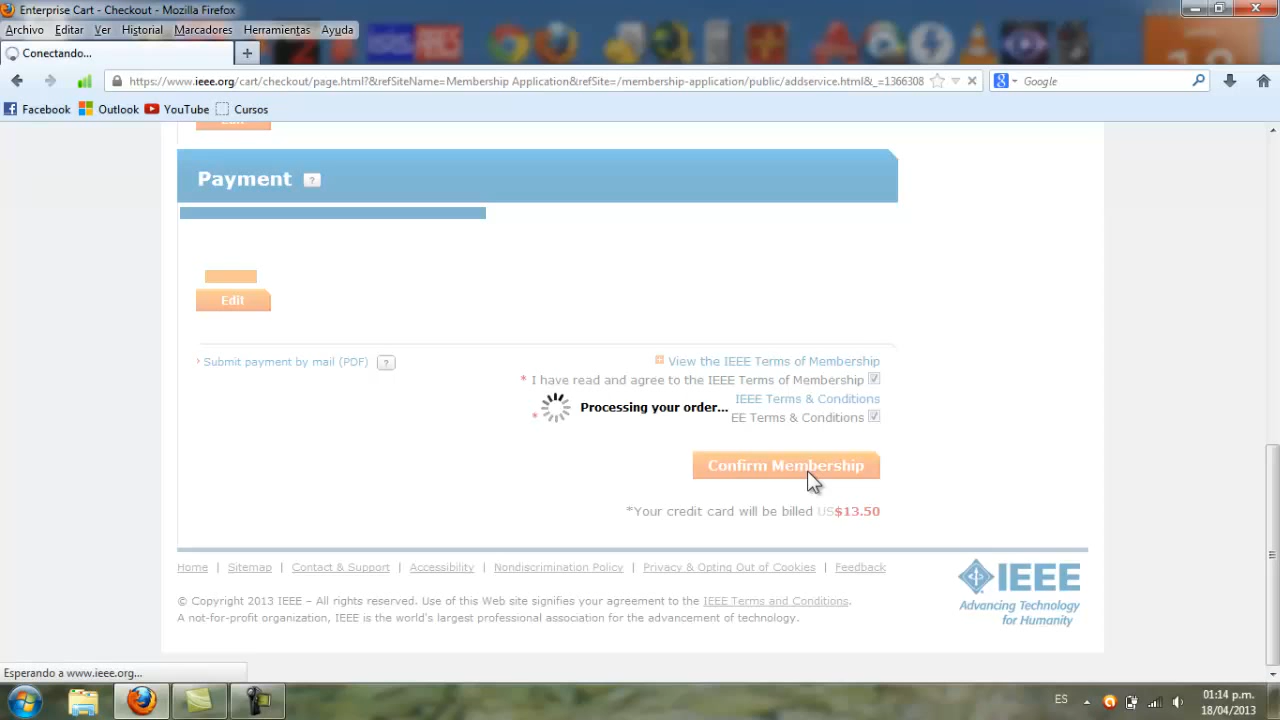 Enterprise Cart - Checkout - Mozilla Firefox
Archivo Editar Ver Historial Marcadores Herramientas Ayuda
Conectando...
https://www.ieee.org/cart/checkout/page.html?&refSiteName=Membership Application&refSite=/membership-application/public/addservice.html&_=1366308
Google
Facebook Outlook YouTube Cursos
Payment ?
Edit
Submit payment by mail (PDF) ?
View the IEEE Terms of Membership
* I have read and agree to the IEEE Terms of Membership
IEEE Terms & Conditions
Processing your order...
* EE Terms & Conditions
Confirm Membership
*Your credit card will be billed US$13.50
Home | Sitemap | Contact & Support | Accessibility | Nondiscrimination Policy | Privacy & Opting Out of Cookies | Feedback
© Copyright 2013 IEEE – All rights reserved. Use of this Web site signifies your agreement to the IEEE Terms and Conditions.
A not-for-profit organization, IEEE is the world's largest professional association for the advancement of technology.
IEEE
Advancing Technology
for Humanity
Esperando a www.ieee.org...
ES
01:14 p.m.
18/04/2013